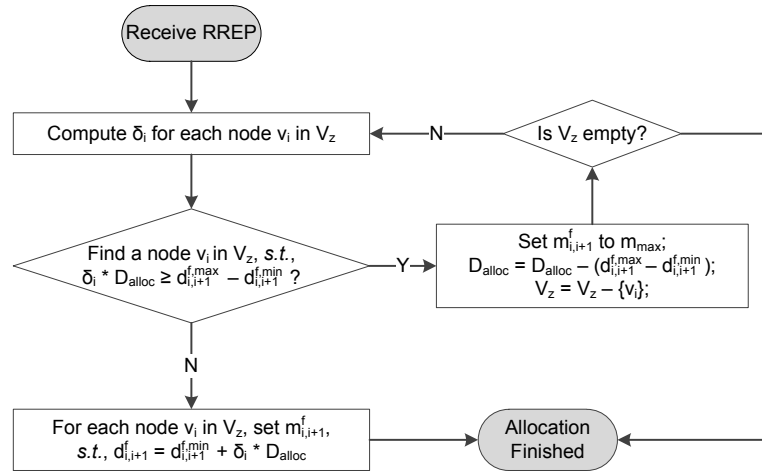 Receive RREP
Compute δᵢ for each node vᵢ in V_z
N
Is V_z empty?
Find a node vᵢ in V_z, s.t.,
δᵢ * D_alloc ≥ d^{f,max}_{i,i+1} – d^{f,min}_{i,i+1} ?
Y
Set m^f_{i,i+1} to m_max;
D_alloc = D_alloc – (d^{f,max}_{i,i+1} – d^{f,min}_{i,i+1});
V_z = V_z – {vᵢ};
N
For each node vᵢ in V_z, set m^f_{i,i+1},
s.t., d^f_{i,i+1} = d^{f,min}_{i,i+1} + δᵢ * D_alloc
Allocation
Finished